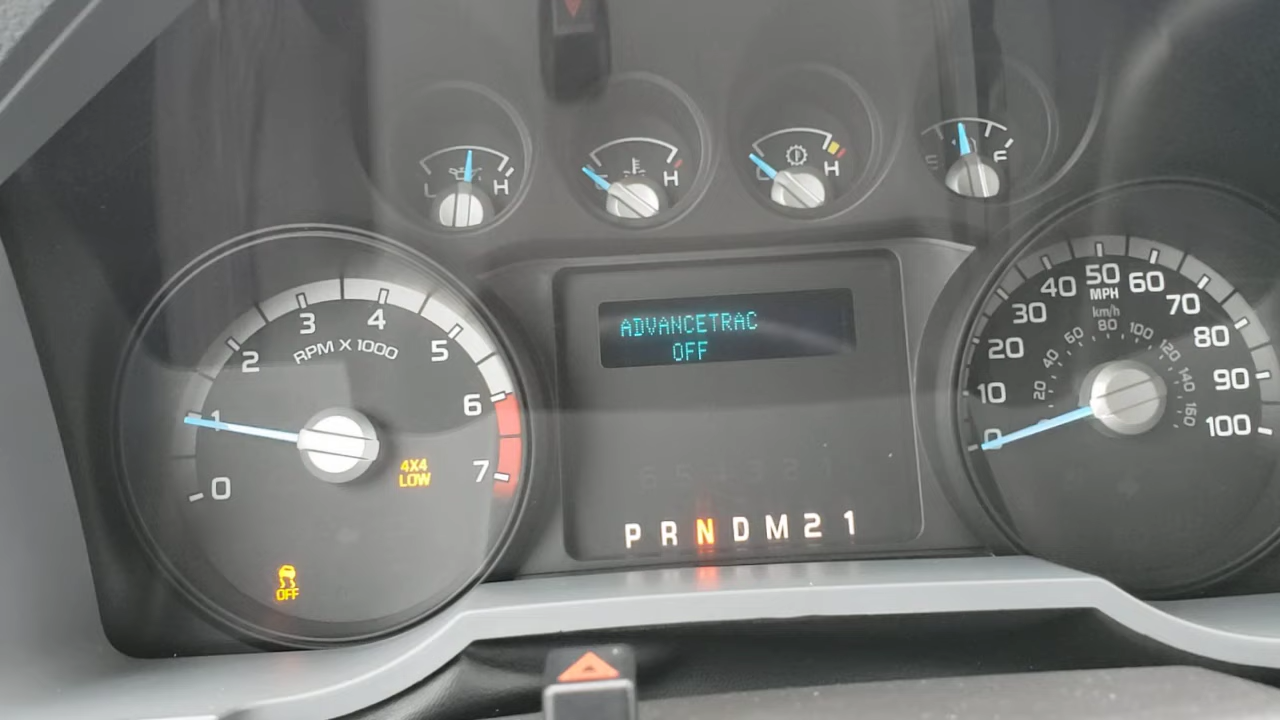 L H
C H
C H
E F
0 1 2 3 4 5 6 7
RPM X 1000
4X4
LOW
OFF
ADVANCETRAC
OFF
P R N D M 2 1
0 10 20 30 40 50 60 70 80 90 100
MPH
km/h
20 40 60 80 100 120 140 150